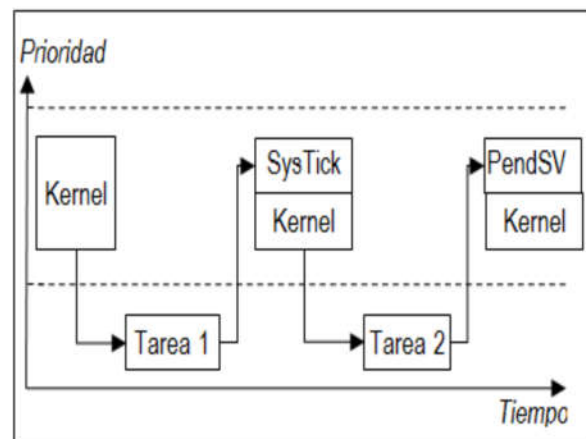 Prioridad
Kernel
SysTick
Kernel
PendSV
Kernel
Tarea 1
Tarea 2
Tiempo